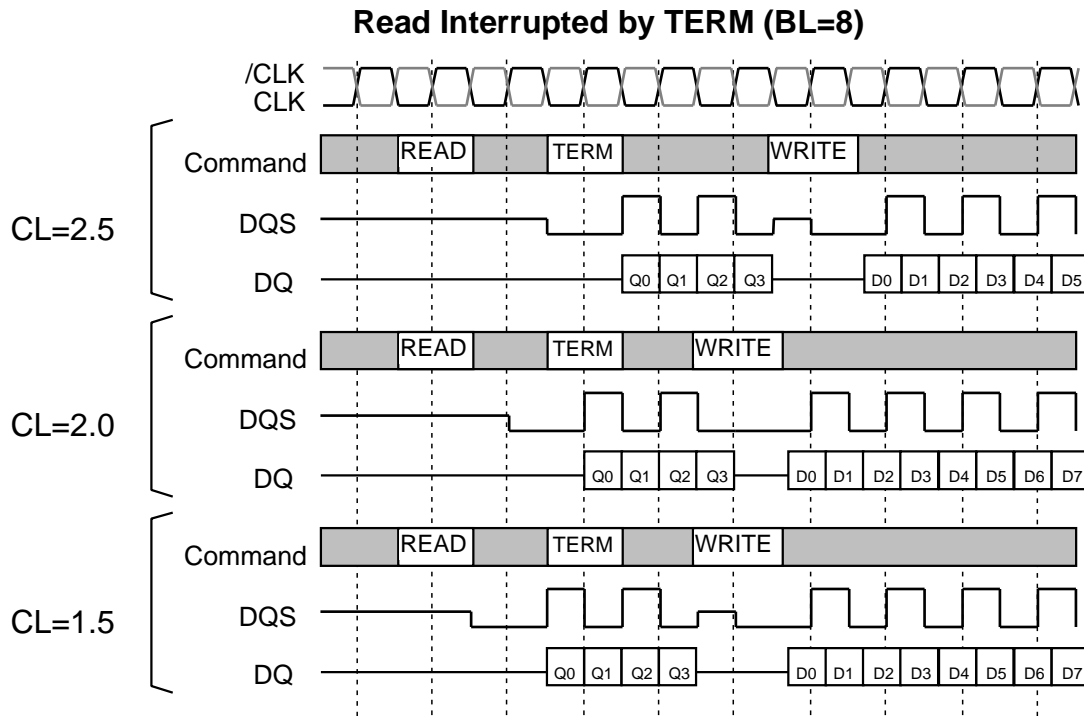 Read Interrupted by TERM (BL=8)
/CLK
CLK
Command READ TERM WRITE
CL=2.5
DQS
DQ Q0 Q1 Q2 Q3 D0 D1 D2 D3 D4 D5
Command READ TERM WRITE
CL=2.0
DQS
DQ Q0 Q1 Q2 Q3 D0 D1 D2 D3 D4 D5 D6 D7
Command READ TERM WRITE
CL=1.5
DQS
DQ Q0 Q1 Q2 Q3 D0 D1 D2 D3 D4 D5 D6 D7